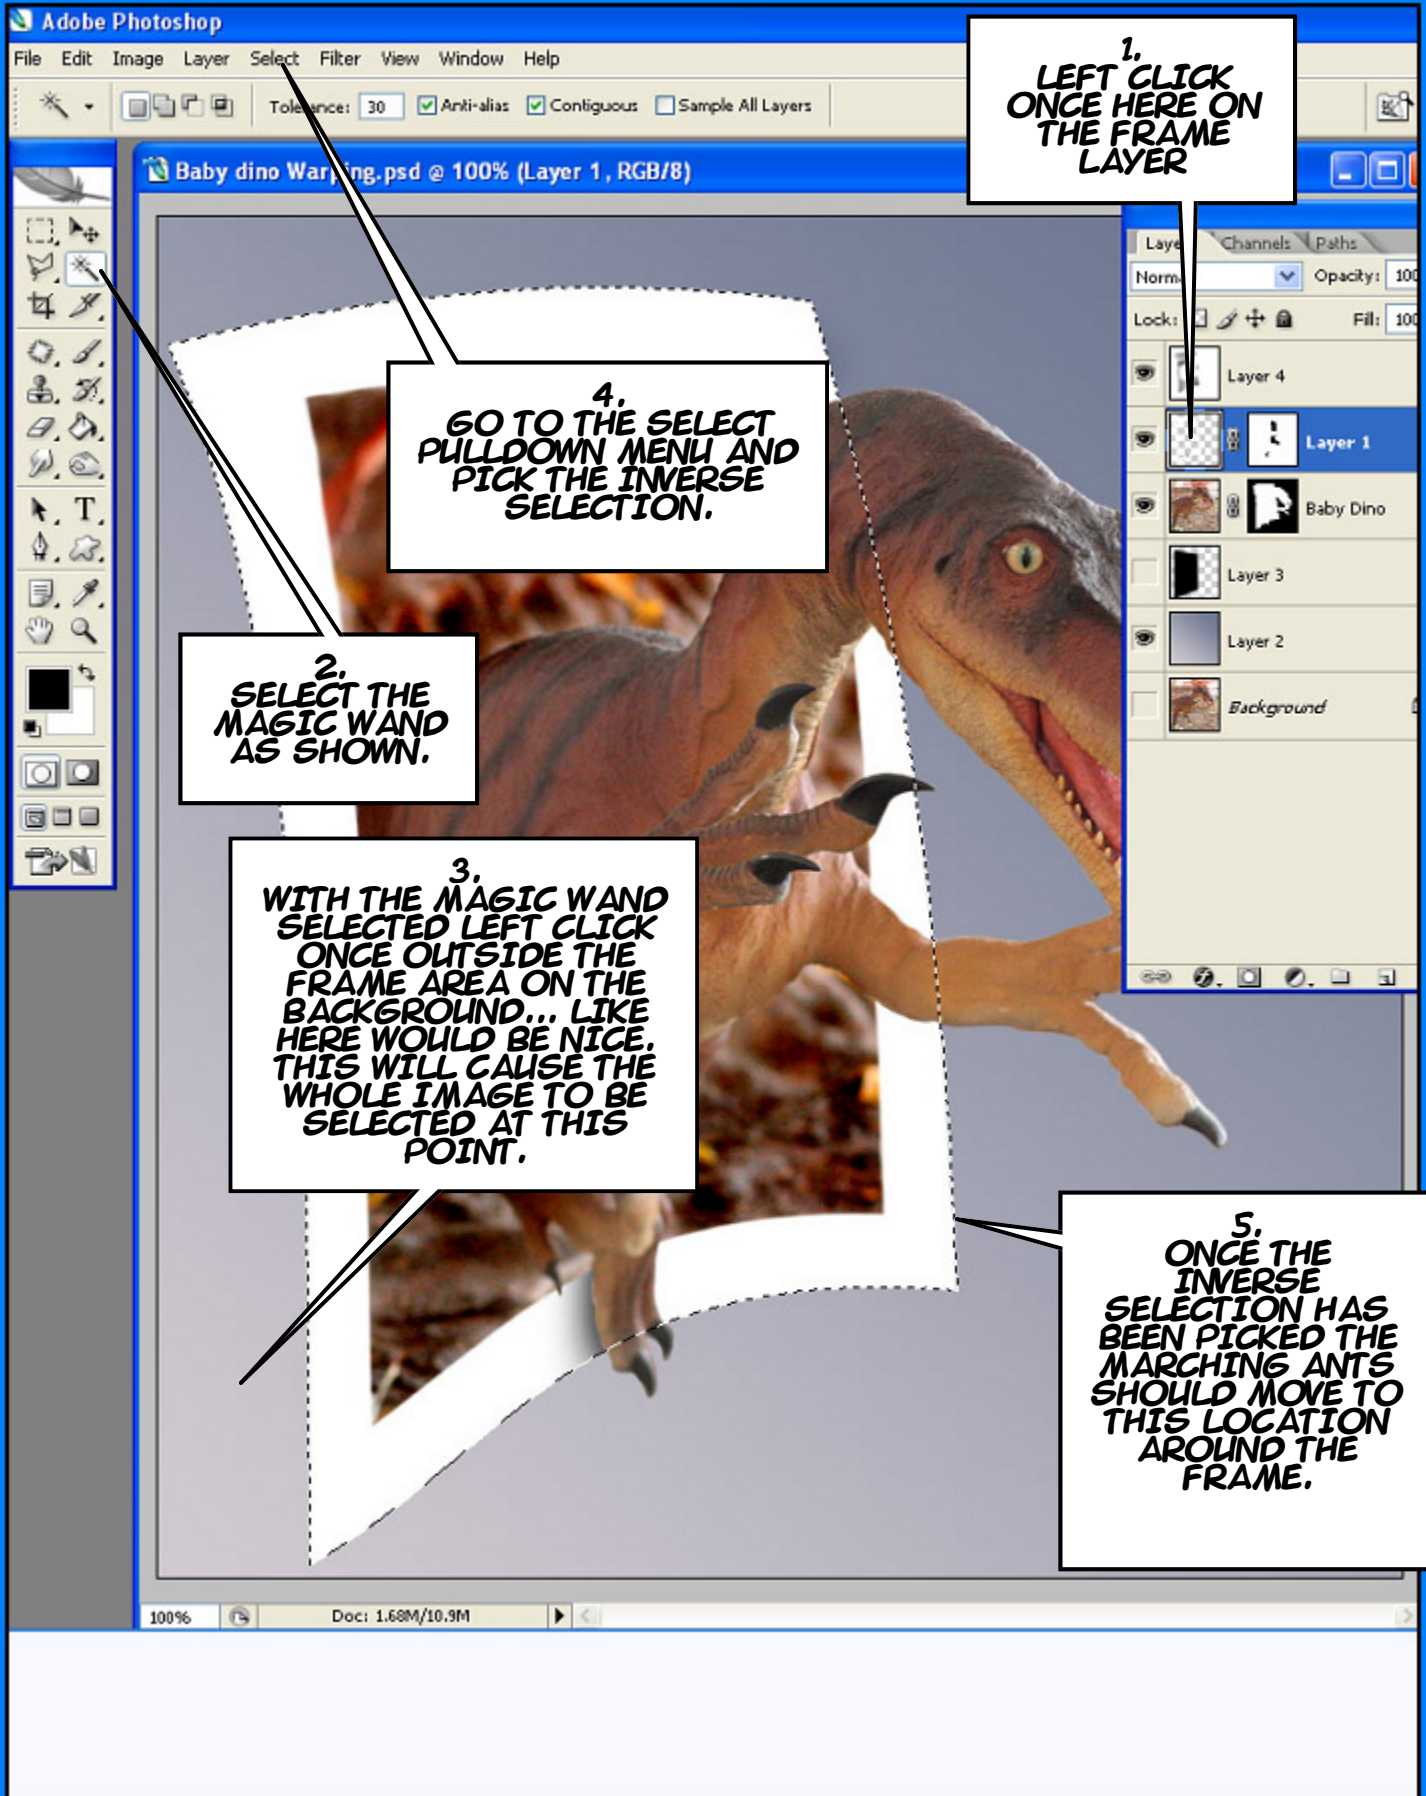 Adobe Photoshop
File Edit Image Layer Select Filter View Window Help
Tolerance: 30 Anti-alias Contiguous Sample All Layers
Baby dino Warping.psd @ 100% (Layer 1, RGB/8)
1.
LEFT CLICK
ONCE HERE ON
THE FRAME
LAYER
Channels Paths
Opacity:
Lock: Fill:
Layer 4
Layer 1
Baby Dino
Layer 3
Layer 2
Background
4.
GO TO THE SELECT
PULLDOWN MENU AND
PICK THE INVERSE
SELECTION.
2.
SELECT THE
MAGIC WAND
AS SHOWN.
3.
WITH THE MAGIC WAND
SELECTED LEFT CLICK
ONCE OUTSIDE THE
FRAME AREA ON THE
BACKGROUND... LIKE
HERE WOULD BE NICE.
THIS WILL CAUSE THE
WHOLE IMAGE TO BE
SELECTED AT THIS
POINT.
5.
ONCE THE
INVERSE
SELECTION HAS
BEEN PICKED THE
MARCHING ANTS
SHOULD MOVE TO
THIS LOCATION
AROUND THE
FRAME.
100% Doc: 1.68M/10.9M